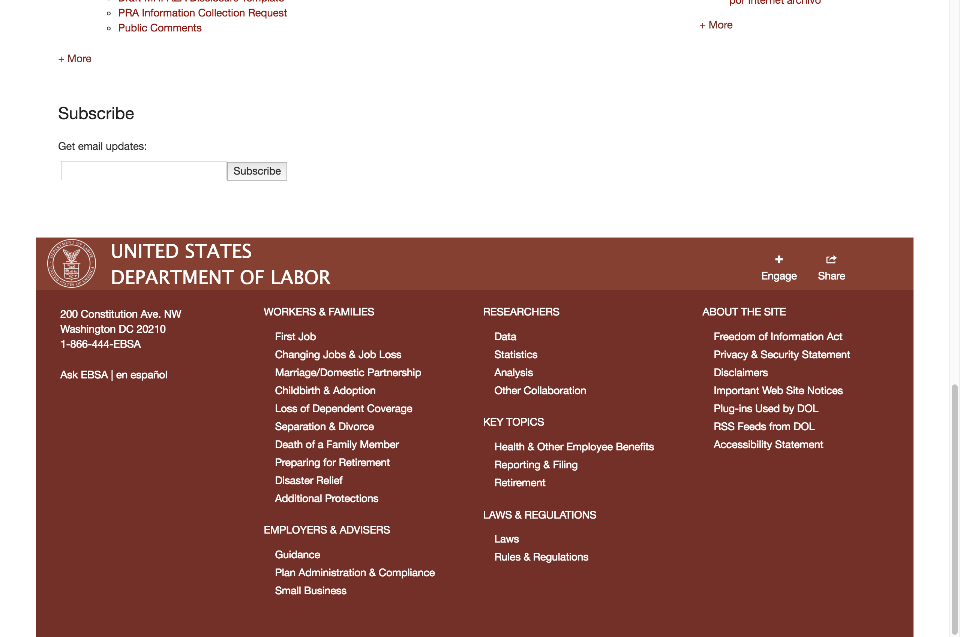 PRA Information Collection Request
Public Comments
+ More
por internet archivo
+ More
Subscribe
Get email updates:
Subscribe
UNITED STATES
DEPARTMENT OF LABOR
Engage
Share
200 Constitution Ave. NW
Washington DC 20210
1-866-444-EBSA
Ask EBSA | en español
WORKERS & FAMILIES
First Job
Changing Jobs & Job Loss
Marriage/Domestic Partnership
Childbirth & Adoption
Loss of Dependent Coverage
Separation & Divorce
Death of a Family Member
Preparing for Retirement
Disaster Relief
Additional Protections
EMPLOYERS & ADVISERS
Guidance
Plan Administration & Compliance
Small Business
RESEARCHERS
Data
Statistics
Analysis
Other Collaboration
KEY TOPICS
Health & Other Employee Benefits
Reporting & Filing
Retirement
LAWS & REGULATIONS
Laws
Rules & Regulations
ABOUT THE SITE
Freedom of Information Act
Privacy & Security Statement
Disclaimers
Important Web Site Notices
Plug-ins Used by DOL
RSS Feeds from DOL
Accessibility Statement